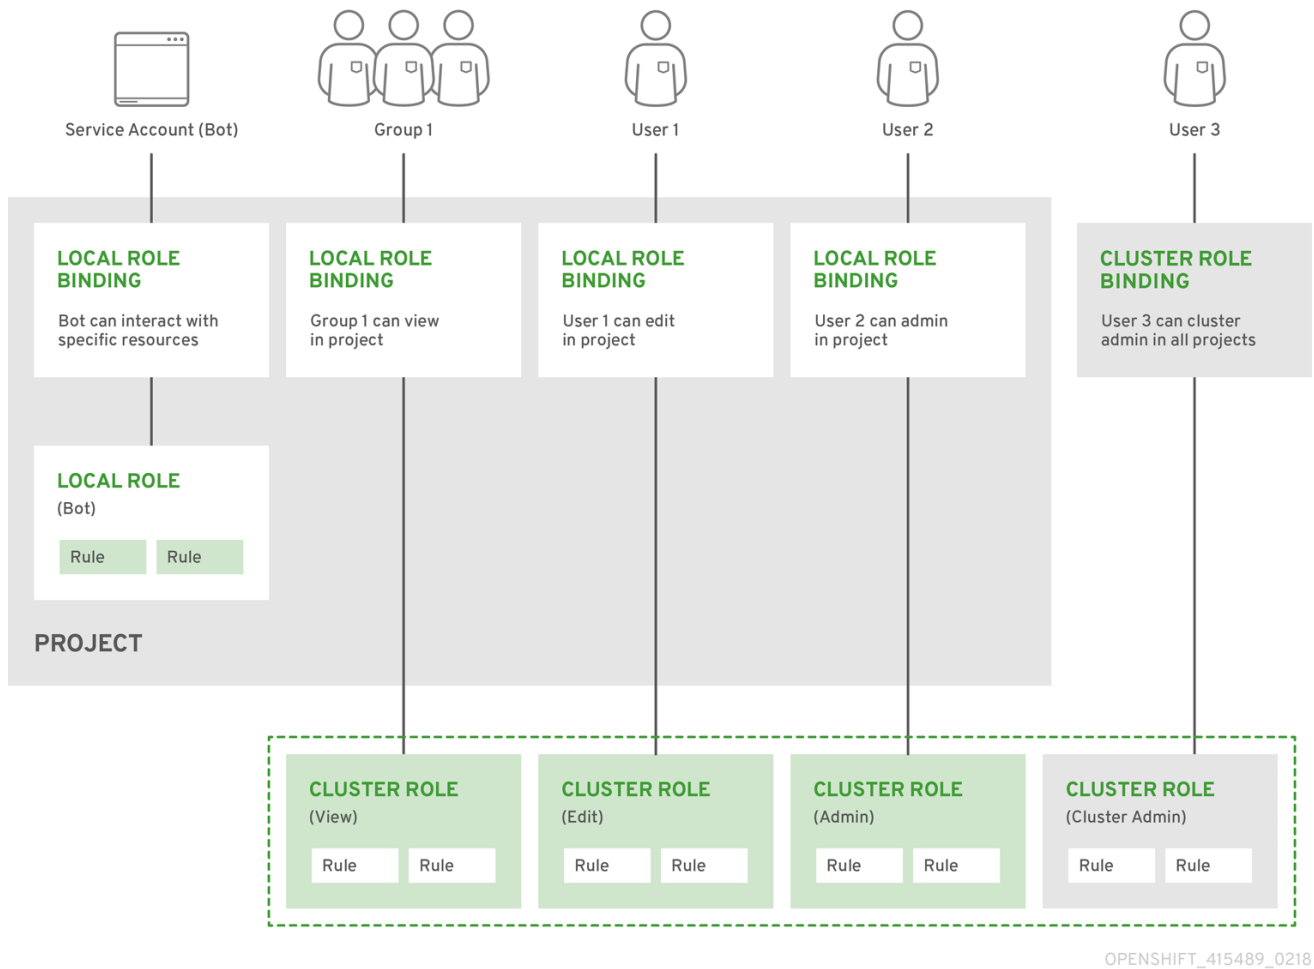 Service Account (Bot)
Group 1
User 1
User 2
User 3
LOCAL ROLE
BINDING
Bot can interact with
specific resources
LOCAL ROLE
BINDING
Group 1 can view
in project
LOCAL ROLE
BINDING
User 1 can edit
in project
LOCAL ROLE
BINDING
User 2 can admin
in project
CLUSTER ROLE
BINDING
User 3 can cluster
admin in all projects
LOCAL ROLE
(Bot)
Rule
Rule
PROJECT
CLUSTER ROLE
(View)
Rule
Rule
CLUSTER ROLE
(Edit)
Rule
Rule
CLUSTER ROLE
(Admin)
Rule
Rule
CLUSTER ROLE
(Cluster Admin)
Rule
Rule
OPENSHIFT_415489_0218